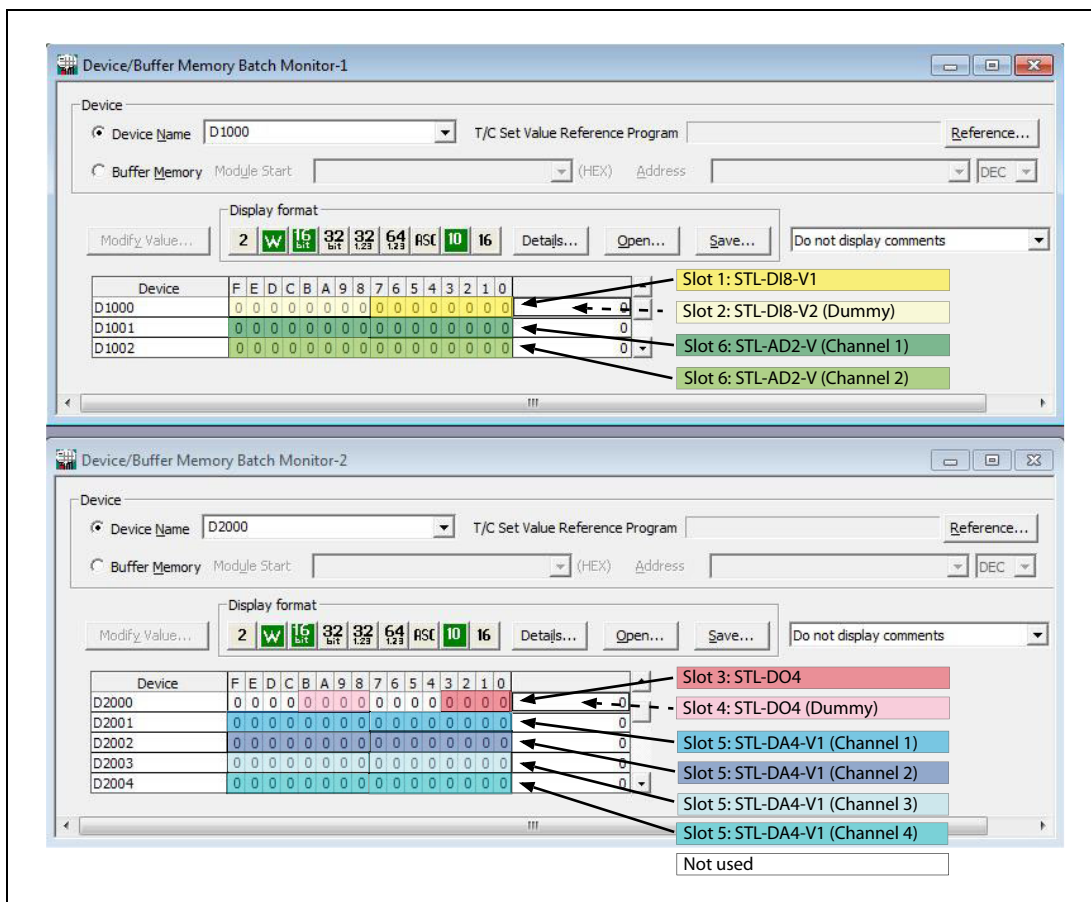 Device/Buffer Memory Batch Monitor-1
Device
Device Name D1000 T/C Set Value Reference Program Reference...
Buffer Memory Module Start (HEX) Address DEC
Display format
Modify Value... 2 W 16 bit 32 bit 32 1.23 64 1.23 ASC 10 16 Details... Open... Save... Do not display comments
Device F E D C B A 9 8 7 6 5 4 3 2 1 0 Slot 1: STL-DI8-V1
D1000 0 0 0 0 0 0 0 0 0 0 0 0 0 0 0 0 0 Slot 2: STL-DI8-V2 (Dummy)
D1001 0 0 0 0 0 0 0 0 0 0 0 0 0 0 0 0 0 Slot 6: STL-AD2-V (Channel 1)
D1002 0 0 0 0 0 0 0 0 0 0 0 0 0 0 0 0 0 Slot 6: STL-AD2-V (Channel 2)
Device/Buffer Memory Batch Monitor-2
Device
Device Name D2000 T/C Set Value Reference Program Reference...
Buffer Memory Module Start (HEX) Address DEC
Display format
Modify Value... 2 W 16 bit 32 bit 32 1.23 64 1.23 ASC 10 16 Details... Open... Save... Do not display comments
Device F E D C B A 9 8 7 6 5 4 3 2 1 0 Slot 3: STL-DO4
D2000 0 0 0 0 0 0 0 0 0 0 0 0 0 0 0 0 0 Slot 4: STL-DO4 (Dummy)
D2001 0 0 0 0 0 0 0 0 0 0 0 0 0 0 0 0 0 Slot 5: STL-DA4-V1 (Channel 1)
D2002 0 0 0 0 0 0 0 0 0 0 0 0 0 0 0 0 0 Slot 5: STL-DA4-V1 (Channel 2)
D2003 0 0 0 0 0 0 0 0 0 0 0 0 0 0 0 0 0 Slot 5: STL-DA4-V1 (Channel 3)
D2004 0 0 0 0 0 0 0 0 0 0 0 0 0 0 0 0 0 Slot 5: STL-DA4-V1 (Channel 4)
Not used